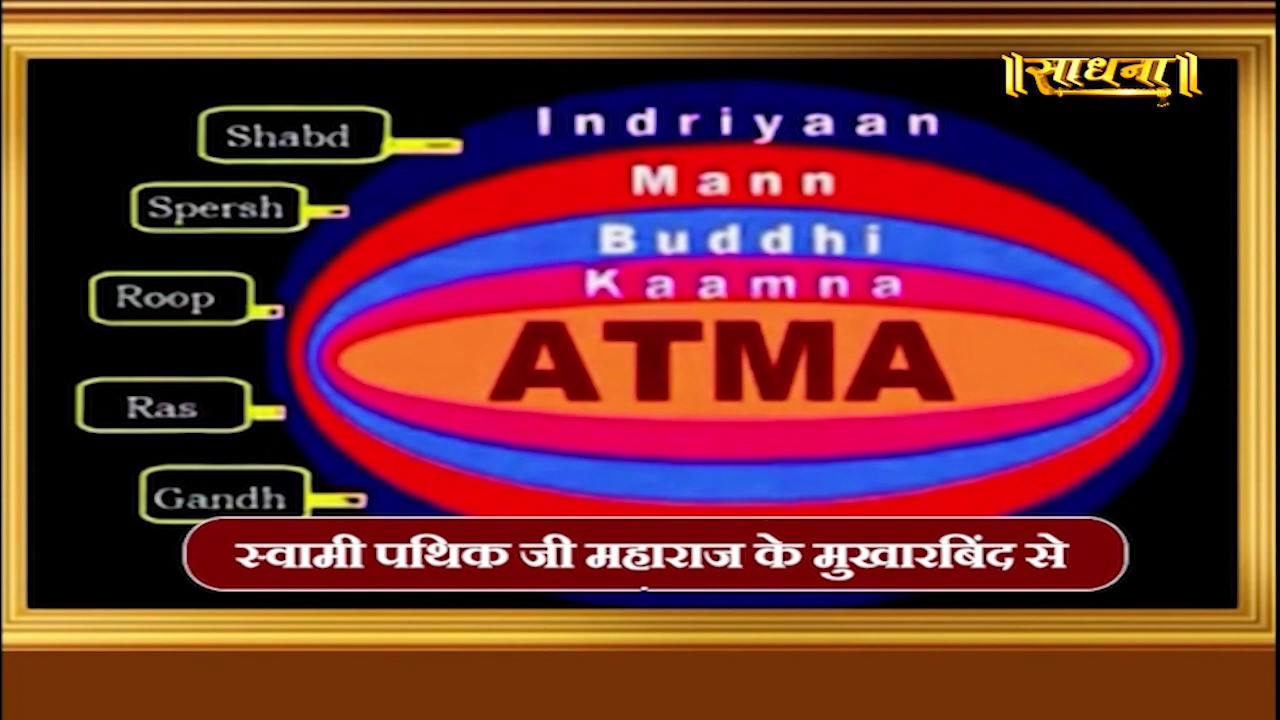 ॥साधना॥
Indriyaan
Shabd
Mann
Spersh
Buddhi
Kaamna
Roop
ATMA
Ras
Gandh
स्वामी पथिक जी महाराज के मुखारबिंद से